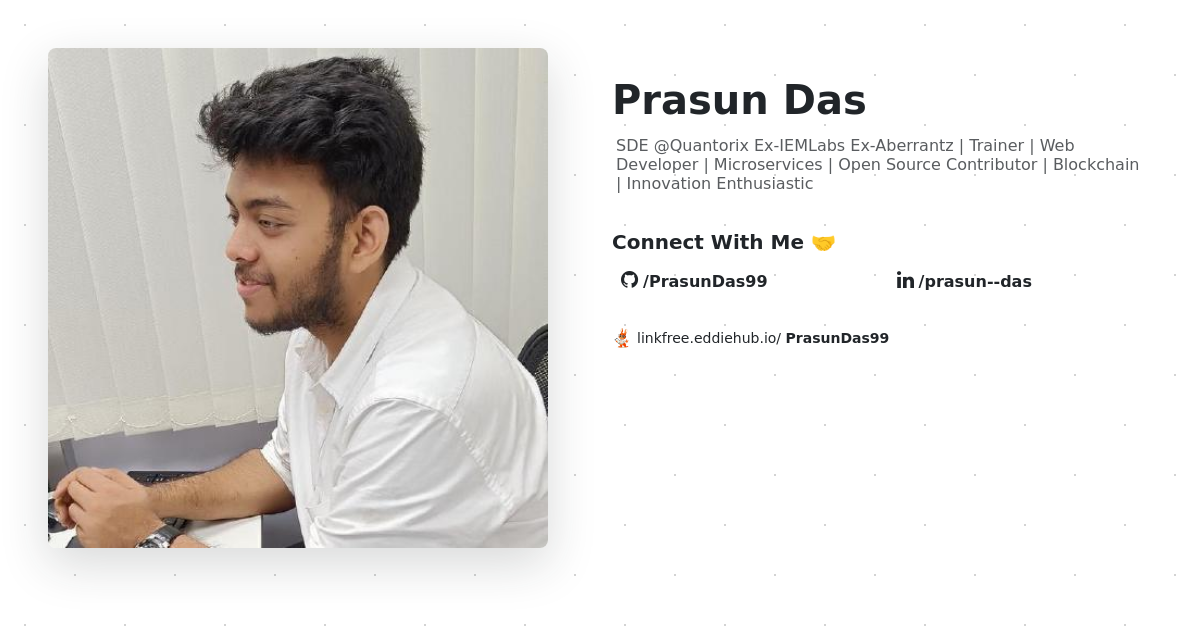 Prasun Das
SDE @Quantorix Ex-IEMLabs Ex-Aberrantz | Trainer | Web
Developer | Microservices | Open Source Contributor | Blockchain
| Innovation Enthusiastic
Connect With Me 🤝
/PrasunDas99
/prasun--das
linkfree.eddiehub.io/ PrasunDas99